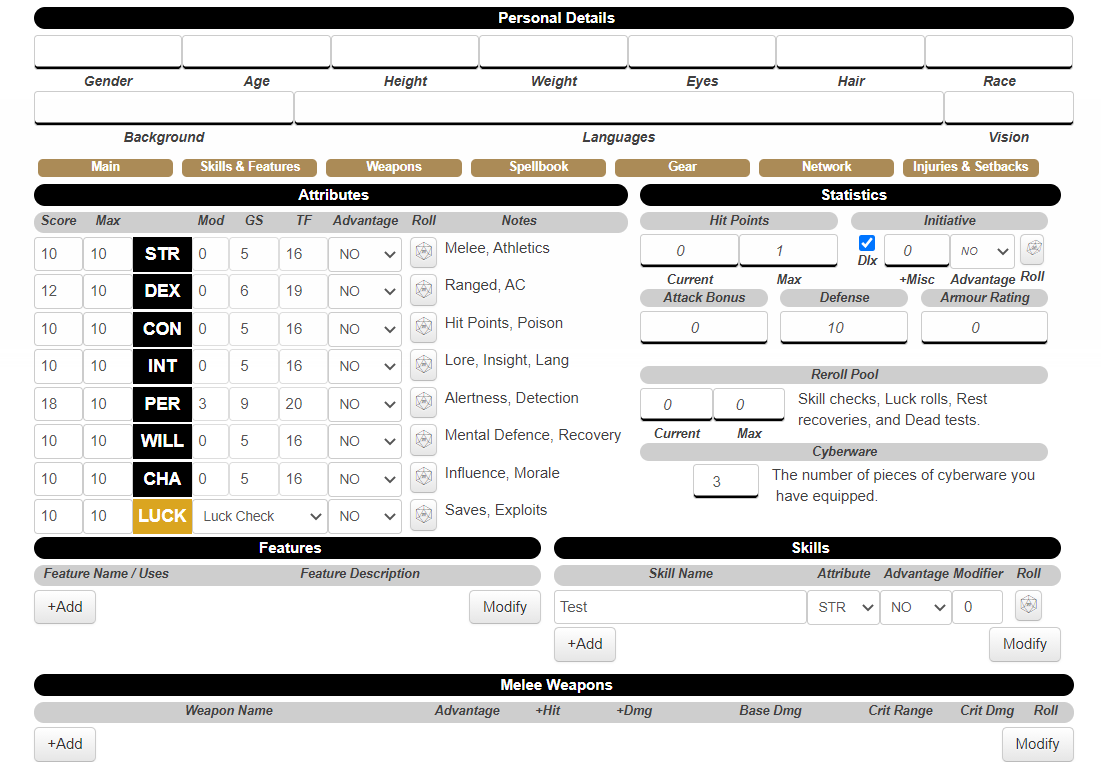 Personal Details
Gender Age Height Weight Eyes Hair Race
Background Languages Vision
Main Skills & Features Weapons Spellbook Gear Network Injuries & Setbacks
Attributes
Score Max Mod GS TF Advantage Roll Notes
10 10 STR 0 5 16 NO Melee, Athletics
12 10 DEX 0 6 19 NO Ranged, AC
10 10 CON 0 5 16 NO Hit Points, Poison
10 10 INT 0 5 16 NO Lore, Insight, Lang
18 10 PER 3 9 20 NO Alertness, Detection
10 10 WILL 0 5 16 NO Mental Defence, Recovery
10 10 CHA 0 5 16 NO Influence, Morale
10 10 LUCK Luck Check NO Saves, Exploits
Statistics
Hit Points Initiative
0 1 DIx 0 NO
Current Max +Misc Advantage Roll
Attack Bonus Defense Armour Rating
0 10 0
Reroll Pool
0 0 Skill checks, Luck rolls, Rest
recoveries, and Dead tests.
Current Max
Cyberware
3 The number of pieces of cyberware you
have equipped.
Features
Feature Name / Uses Feature Description
+Add Modify
Skills
Skill Name Attribute Advantage Modifier Roll
Test STR NO 0
+Add Modify
Melee Weapons
Weapon Name Advantage +Hit +Dmg Base Dmg Crit Range Crit Dmg Roll
+Add Modify